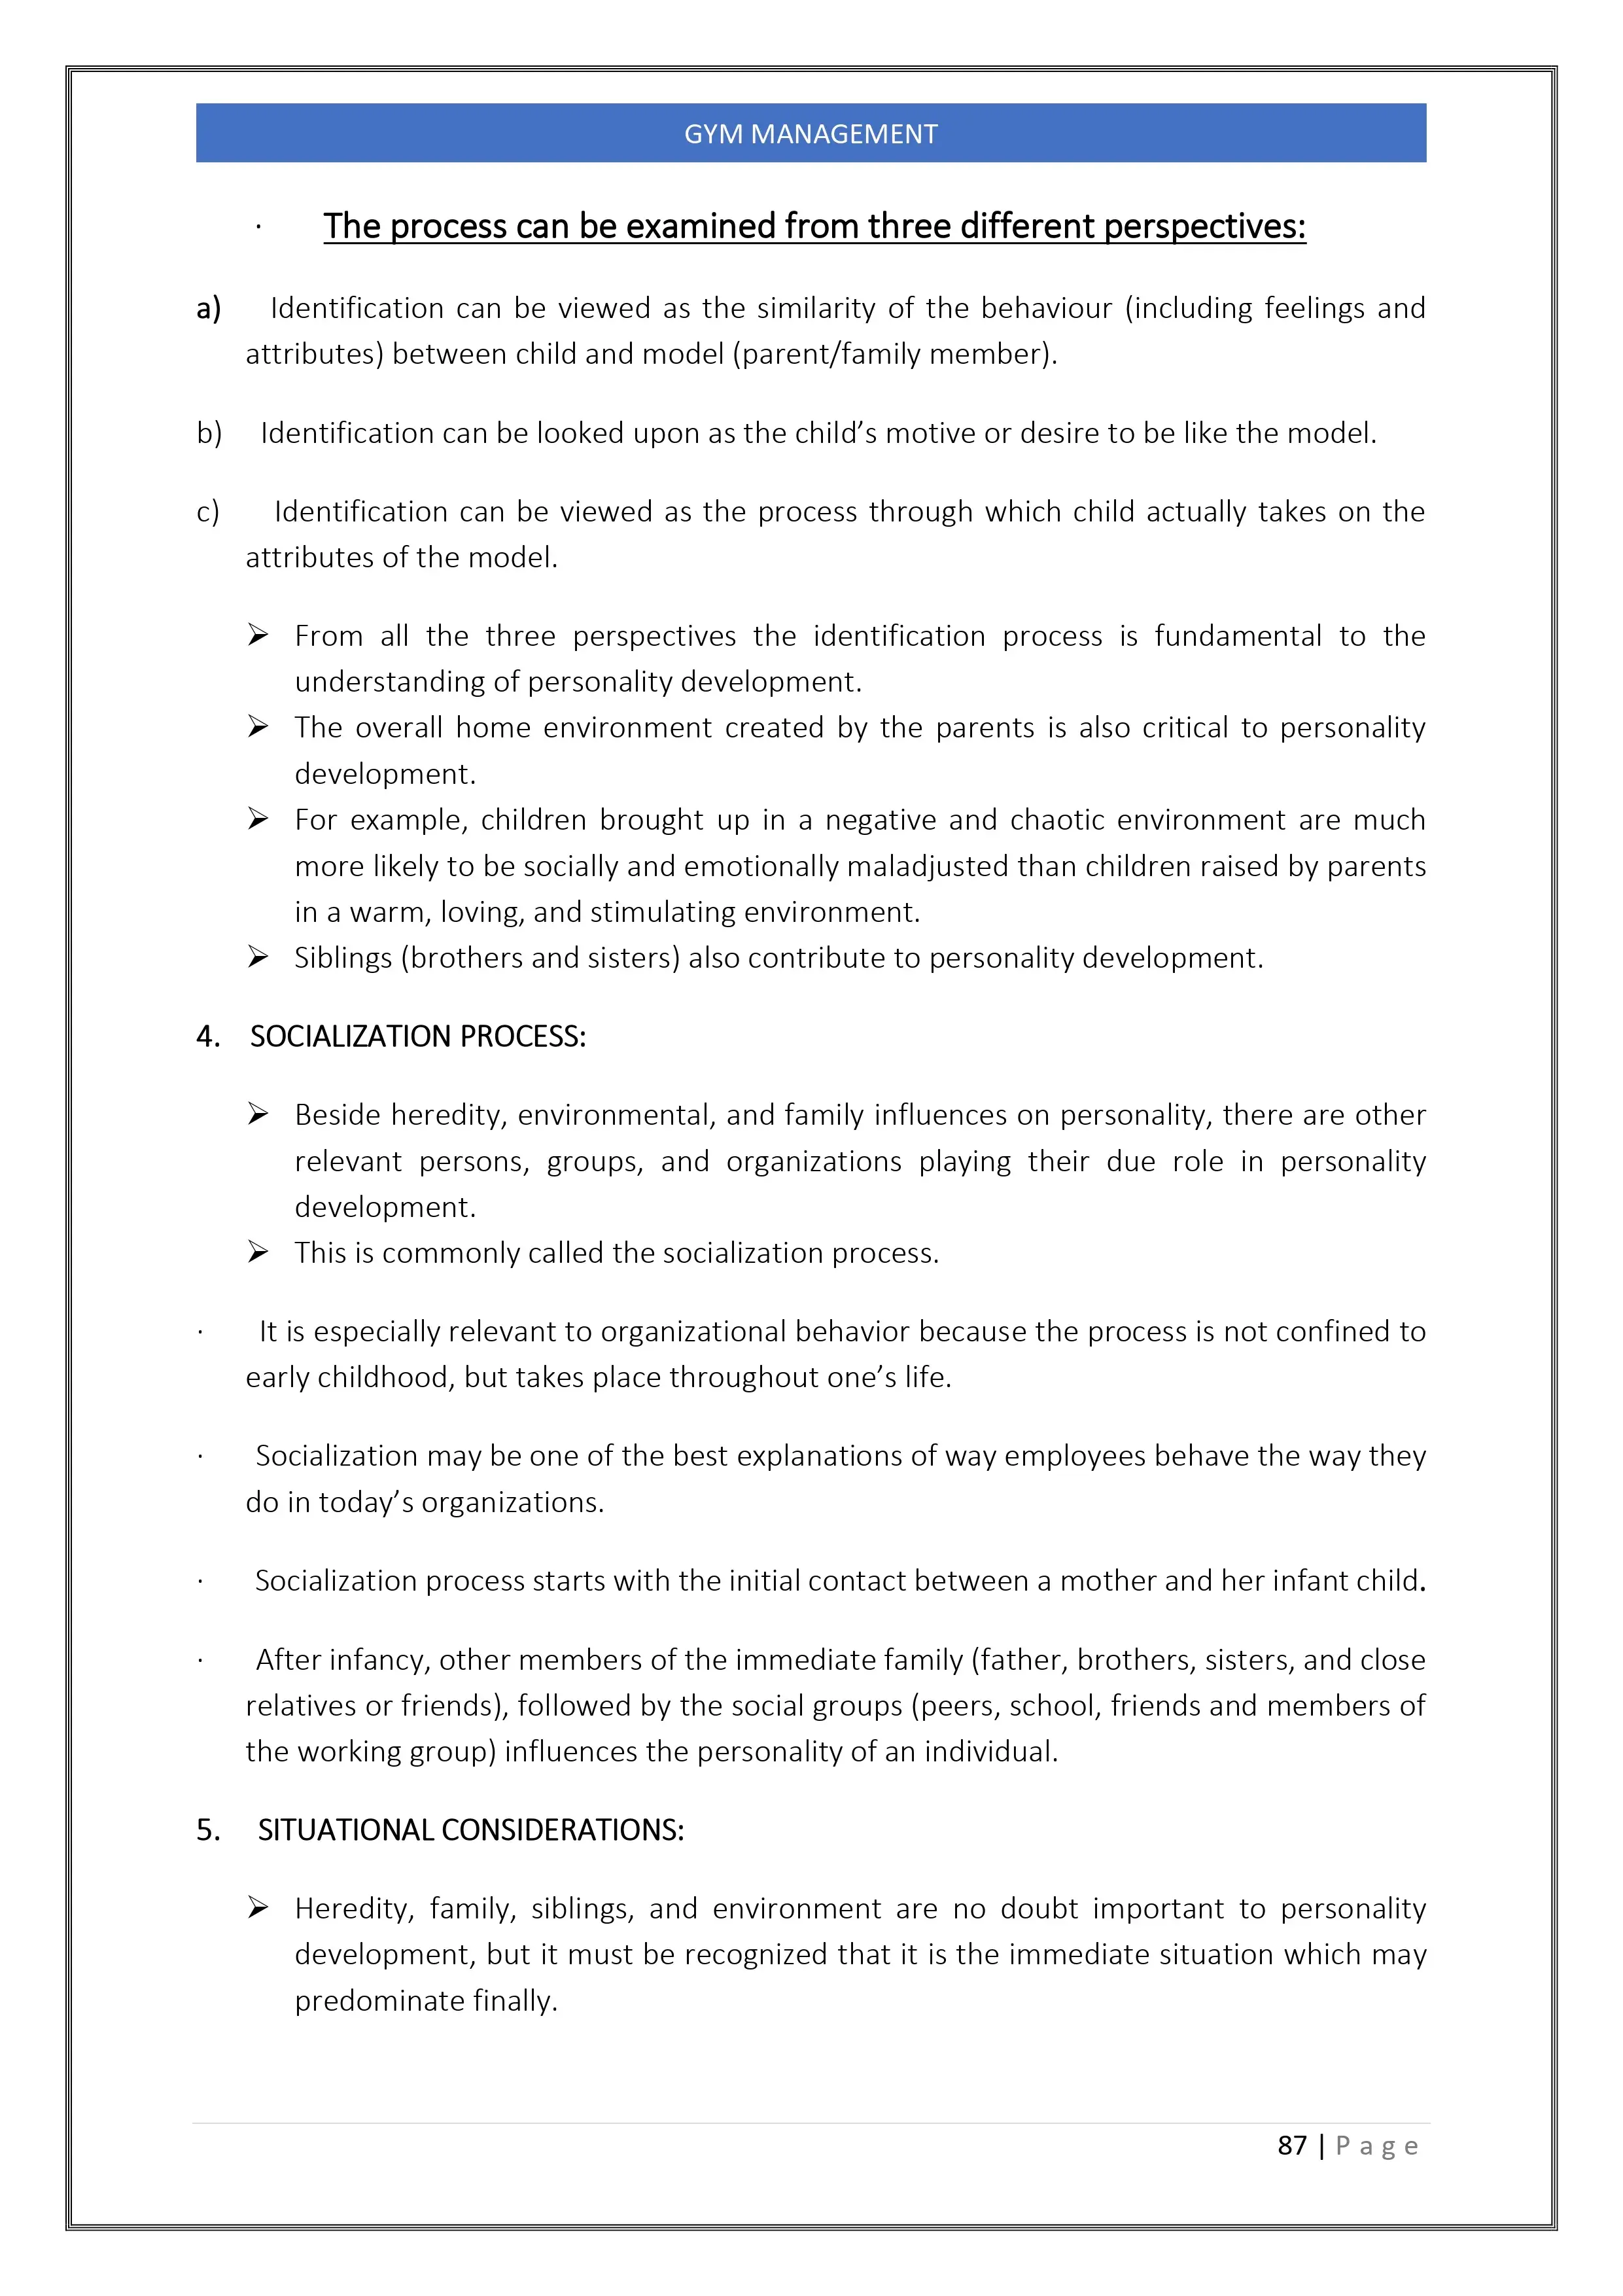 GYM MANAGEMENT
· The process can be examined from three different perspectives:
a) Identification can be viewed as the similarity of the behaviour (including feelings and
attributes) between child and model (parent/family member).
b) Identification can be looked upon as the child’s motive or desire to be like the model.
c) Identification can be viewed as the process through which child actually takes on the
attributes of the model.
➢ From all the three perspectives the identification process is fundamental to the
understanding of personality development.
➢ The overall home environment created by the parents is also critical to personality
development.
➢ For example, children brought up in a negative and chaotic environment are much
more likely to be socially and emotionally maladjusted than children raised by parents
in a warm, loving, and stimulating environment.
➢ Siblings (brothers and sisters) also contribute to personality development.
4. SOCIALIZATION PROCESS:
➢ Beside heredity, environmental, and family influences on personality, there are other
relevant persons, groups, and organizations playing their due role in personality
development.
➢ This is commonly called the socialization process.
· It is especially relevant to organizational behavior because the process is not confined to
early childhood, but takes place throughout one’s life.
· Socialization may be one of the best explanations of way employees behave the way they
do in today’s organizations.
· Socialization process starts with the initial contact between a mother and her infant child.
· After infancy, other members of the immediate family (father, brothers, sisters, and close
relatives or friends), followed by the social groups (peers, school, friends and members of
the working group) influences the personality of an individual.
5. SITUATIONAL CONSIDERATIONS:
➢ Heredity, family, siblings, and environment are no doubt important to personality
development, but it must be recognized that it is the immediate situation which may
predominate finally.
87 | P a g e